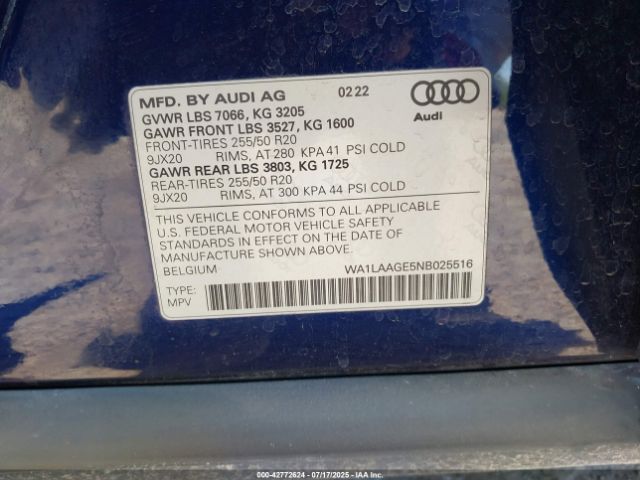 MFD. BY AUDI AG 02 22
Audi
GVWR LBS 7066, KG 3205
GAWR FRONT LBS 3527, KG 1600
FRONT-TIRES 255/50 R20
9JX20 RIMS, AT 280 KPA 41 PSI COLD
GAWR REAR LBS 3803, KG 1725
REAR-TIRES 255/50 R20
9JX20 RIMS, AT 300 KPA 44 PSI COLD
THIS VEHICLE CONFORMS TO ALL APPLICABLE
U.S. FEDERAL MOTOR VEHICLE SAFETY
STANDARDS IN EFFECT ON THE DATE OF
MANUFACTURE SHOWN ABOVE.
BELGIUM WA1LAAGE5NB025516
TYPE:
MPV
000-42772624 - 07/17/2025 - IAA Inc.